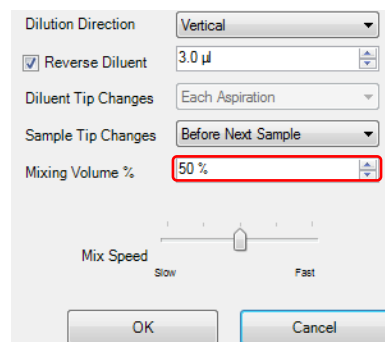 Dilution Direction Vertical
Reverse Diluent 3.0 µl
Diluent Tip Changes Each Aspiration
Sample Tip Changes Before Next Sample
Mixing Volume % 50 %
Mix Speed
Slow Fast
OK Cancel